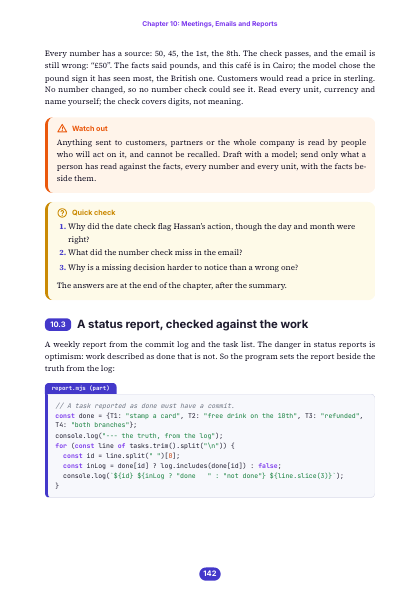 Chapter 10: Meetings, Emails and Reports
Every number has a source: 50, 45, the 1st, the 8th. The check passes, and the email is
still wrong: “£50”. The facts said pounds, and this café is in Cairo; the model chose the
pound sign it has seen most, the British one. Customers would read a price in sterling.
No number changed, so no number check could see it. Read every unit, currency and
name yourself; the check covers digits, not meaning.
Watch out
Anything sent to customers, partners or the whole company is read by people
who will act on it, and cannot be recalled. Draft with a model; send only what a
person has read against the facts, every number and every unit, with the facts be-
side them.
Quick check
1. Why did the date check flag Hassan’s action, though the day and month were
right?
2. What did the number check miss in the email?
3. Why is a missing decision harder to notice than a wrong one?
The answers are at the end of the chapter, after the summary.
10.3 A status report, checked against the work
A weekly report from the commit log and the task list. The danger in status reports is
optimism: work described as done that is not. So the program sets the report beside the
truth from the log:
report.mjs (part)
// A task reported as done must have a commit.
const done = {T1: "stamp a card", T2: "free drink on the 10th", T3: "refunded",
T4: "both branches"};
console.log("--- the truth, from the log");
for (const line of tasks.trim().split("\n")) {
  const id = line.split(" ")[0];
  const inLog = done[id] ? log.includes(done[id]) : false;
  console.log(`${id} ${inLog ? "done   " : "not done"} ${line.slice(3)}`);
}
142